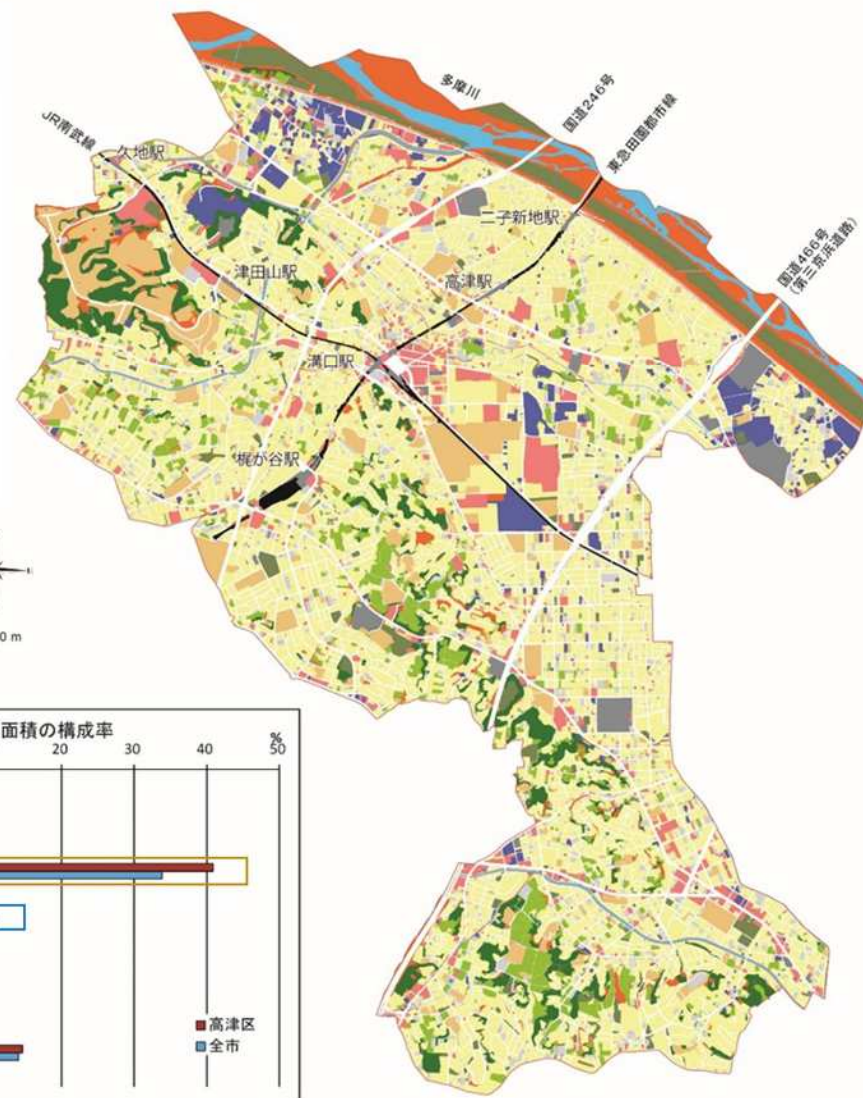 多摩川
国道246号
東急田園都市線
JR南武線
久地駅
二子新地駅
国道466号
(第三京浜道路)
津田山駅
高津駅
溝口駅
梶が谷駅
E
0 m
面積の構成率
%
20
30
40
50
高津区
全市